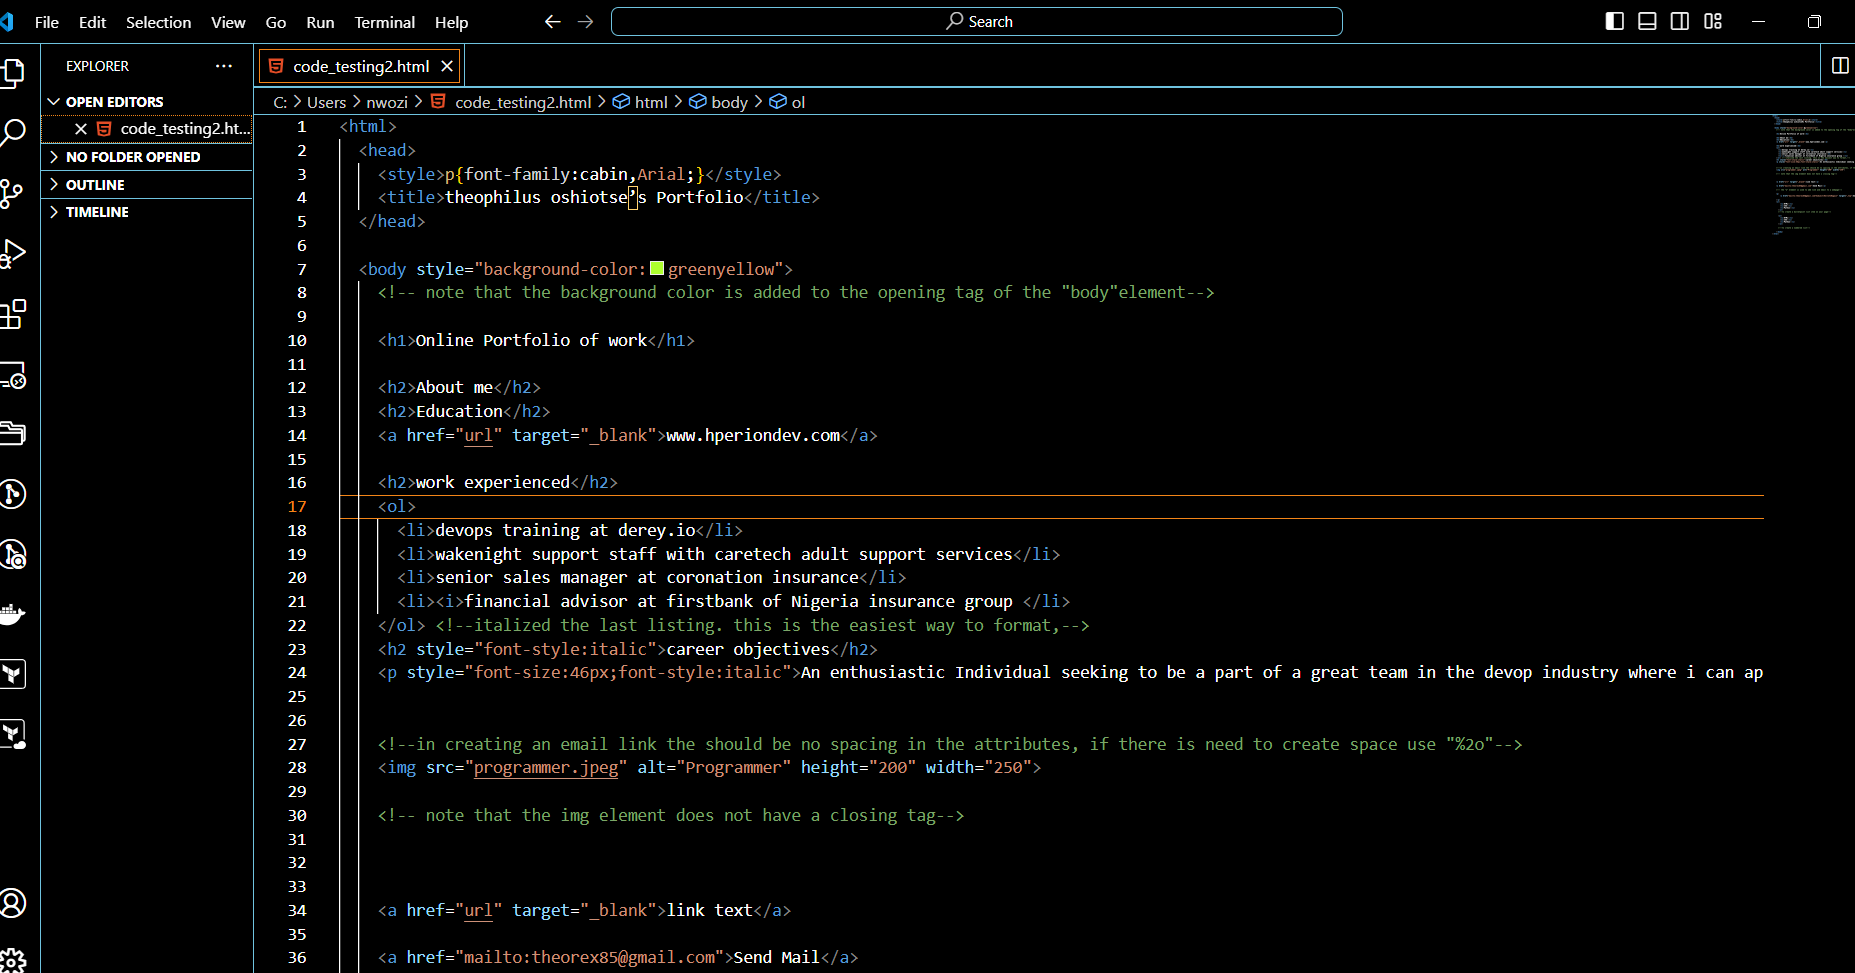 File Edit Selection View Go Run Terminal Help
Search
EXPLORER
OPEN EDITORS
code_testing2.ht...
NO FOLDER OPENED
OUTLINE
TIMELINE
code_testing2.html
C: > Users > nwozi > code_testing2.html > html > body > ol
1 <html>
2 <head>
3 <style>p{font-family:cabin,Arial;}</style>
4 <title>theophilus oshiotse’s Portfolio</title>
5 </head>
6
7 <body style="background-color:greenyellow">
8 <!-- note that the background color is added to the opening tag of the "body"element-->
9
10 <h1>Online Portfolio of work</h1>
11
12 <h2>About me</h2>
13 <h2>Education</h2>
14 <a href="url" target="_blank">www.hperiondev.com</a>
15
16 <h2>work experienced</h2>
17 <ol>
18 <li>devops training at derey.io</li>
19 <li>wakenight support staff with caretech adult support services</li>
20 <li>senior sales manager at coronation insurance</li>
21 <li><i>financial advisor at firstbank of Nigeria insurance group </li>
22 </ol> <!--italized the last listing. this is the easiest way to format,-->
23 <h2 style="font-style:italic">career objectives</h2>
24 <p style="font-size:46px;font-style:italic">An enthusiastic Individual seeking to be a part of a great team in the devop industry where i can ap
25
26
27 <!--in creating an email link the should be no spacing in the attributes, if there is need to create space use "%2o"-->
28 <img src="programmer.jpeg" alt="Programmer" height="200" width="250">
29
30 <!-- note that the img element does not have a closing tag-->
31
32
33
34 <a href="url" target="_blank">link text</a>
35
36 <a href="mailto:theorex85@gmail.com">Send Mail</a>